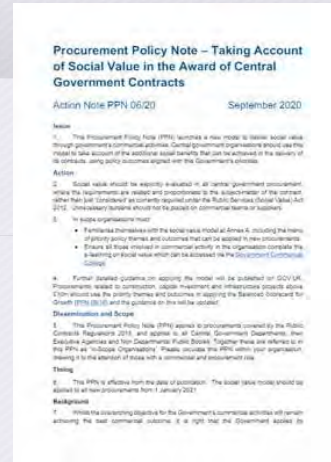 Procurement Policy Note – Taking Account
of Social Value in the Award of Central
Government Contracts
Action Note PPN 06/20 September 2020
Issue
1. This Procurement Policy Note (PPN) launches a new model to deliver social value
through government's commercial activities. Central government organisations should use this
model to take account of the additional social benefits that can be achieved in the delivery of
its contracts, using policy outcomes aligned with this Government's priorities.
Action
2. Social value should be explicitly evaluated in all central government procurement,
where the requirements are related and proportionate to the subject-matter of the contract,
rather than just 'considered' as currently required under the Public Services (Social Value) Act
2012. Unnecessary burdens should not be placed on commercial teams or suppliers.
3. In scope organisations must:
• Familiarise themselves with the social value model at Annex A, including the menu
of priority policy themes and outcomes that can be applied in new procurements.
• Ensure all those involved in commercial activity in the organisation complete the
e-learning on social value which can be accessed via the Government Commercial
College.
4. Further detailed guidance on applying the model will be published on GOV.UK.
Procurements related to construction, capital investment and infrastructure projects above
£10m should use the priority themes and outcomes in applying the Balanced Scorecard for
Growth (PPN 09/16) and the guidance on this will be updated.
Dissemination and Scope
5. This Procurement Policy Note (PPN) applies to procurements covered by the Public
Contracts Regulations 2015, and applies to all Central Government Departments, their
Executive Agencies and Non Departmental Public Bodies. Together these are referred to in
this PPN as 'In-Scope Organisations'. Please circulate this PPN within your organisation,
drawing it to the attention of those with a commercial and procurement role.
Timing
6. This PPN is effective from the date of publication. The social value model should be
applied to all new procurements from 1 January 2021.
Background
7. Whilst the overarching objective for the Government's commercial activities will remain
achieving the best commercial outcome, it is right that the Government applies its